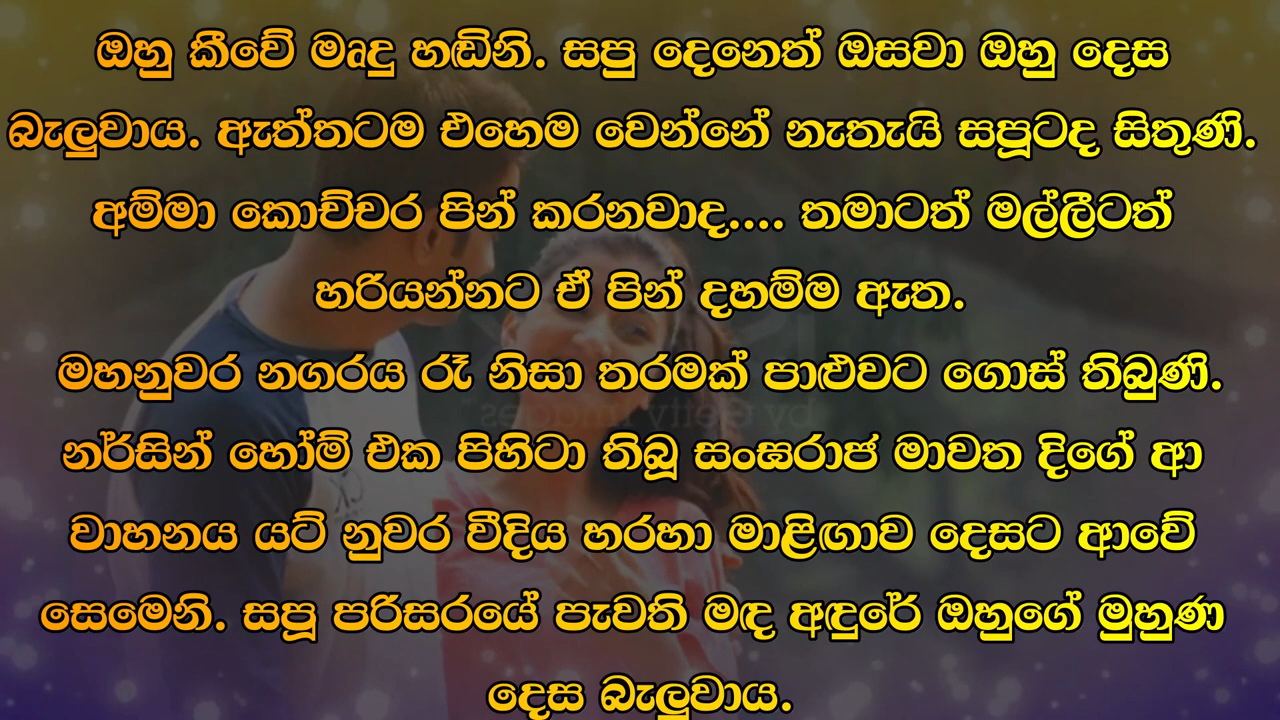 ඔහු කීවේ මෘදු හඬිනි. සපු දෙනෙත් ඔසවා ඔහු දෙස
බැලුවාය. ඇත්තටම එහෙම වෙන්නේ නැතැයි සපූටද සිතුණි.
අම්මා කොච්චර පින් කරනවාද.... තමාටත් මල්ලීටත්
හරියන්නට ඒ පින් දහම්ම ඇත.
මහනුවර නගරය රෑ නිසා තරමක් පාළුවට ගොස් තිබුණි.
නර්සින් හෝම් එක පිහිටා තිබූ සංඝරාජ මාවත දිගේ ආ
වාහනය යටි නුවර වීදිය හරහා මාළිගාව දෙසට ආවේ
සෙමෙනි. සපූ පරිසරයේ පැවති මඳ අඳුරේ ඔහුගේ මුහුණ
දෙස බැලුවාය.